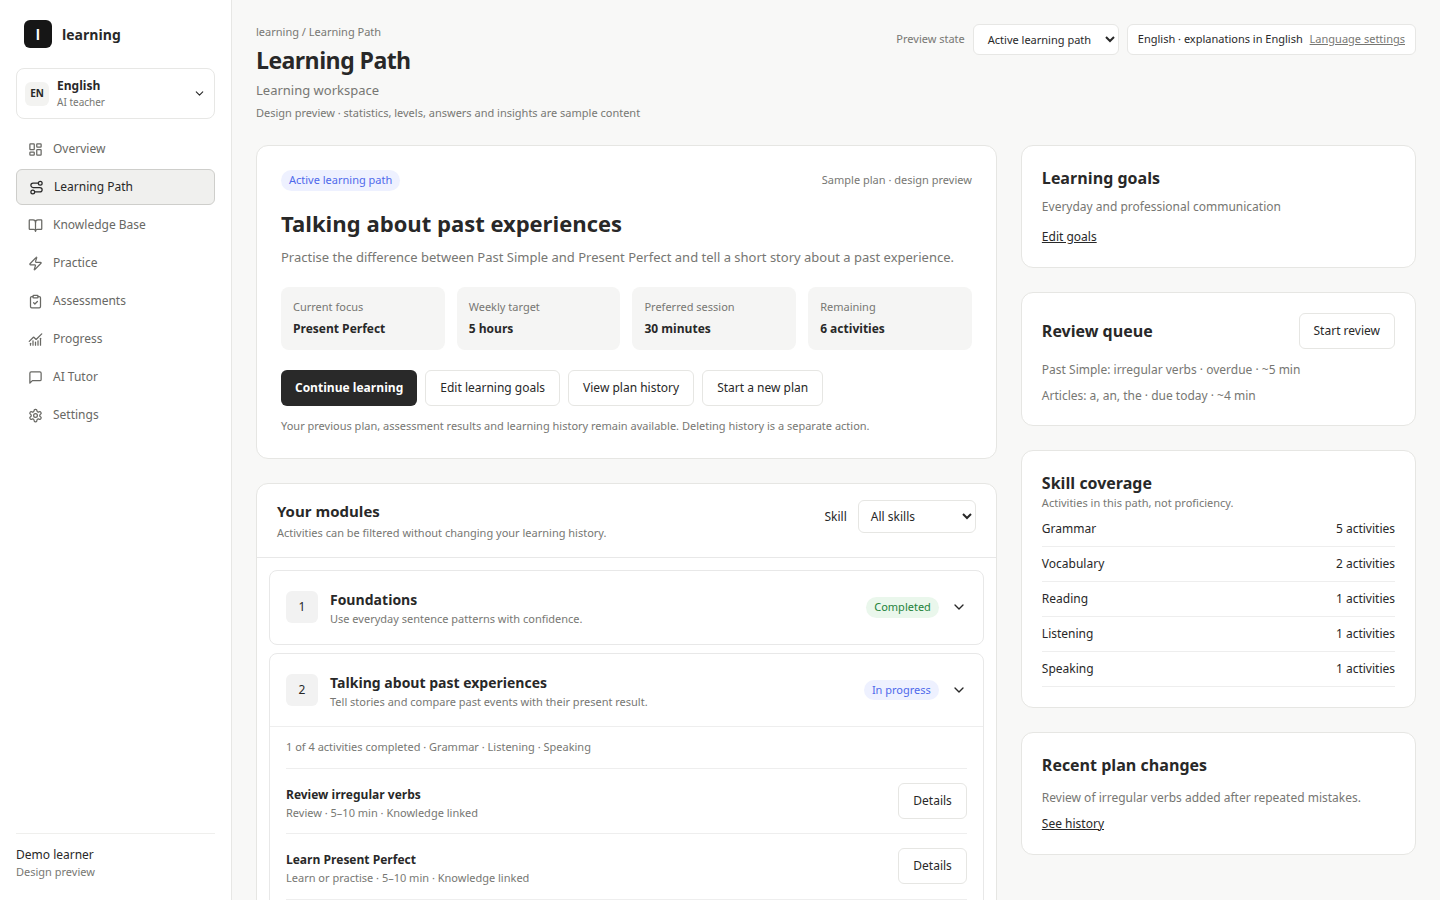 l learning
EN English
AI teacher
Overview
Learning Path
Knowledge Base
Practice
Assessments
Progress
AI Tutor
Settings
Demo learner
Design preview
learning / Learning Path
Learning Path
Learning workspace
Design preview · statistics, levels, answers and insights are sample content
Preview state Active learning path English · explanations in English Language settings
Active learning path Sample plan · design preview
Talking about past experiences
Practise the difference between Past Simple and Present Perfect and tell a short story about a past experience.
Current focus
Present Perfect
Weekly target
5 hours
Preferred session
30 minutes
Remaining
6 activities
Continue learning Edit learning goals View plan history Start a new plan
Your previous plan, assessment results and learning history remain available. Deleting history is a separate action.
Your modules
Activities can be filtered without changing your learning history.
Skill All skills
1 Foundations
Use everyday sentence patterns with confidence.
Completed
2 Talking about past experiences
Tell stories and compare past events with their present result.
In progress
1 of 4 activities completed · Grammar · Listening · Speaking
Review irregular verbs
Review · 5–10 min · Knowledge linked
Details
Learn Present Perfect
Learn or practise · 5–10 min · Knowledge linked
Details
Learning goals
Everyday and professional communication
Edit goals
Review queue Start review
Past Simple: irregular verbs · overdue · ~5 min
Articles: a, an, the · due today · ~4 min
Skill coverage
Activities in this path, not proficiency.
Grammar 5 activities
Vocabulary 2 activities
Reading 1 activities
Listening 1 activities
Speaking 1 activities
Recent plan changes
Review of irregular verbs added after repeated mistakes.
See history